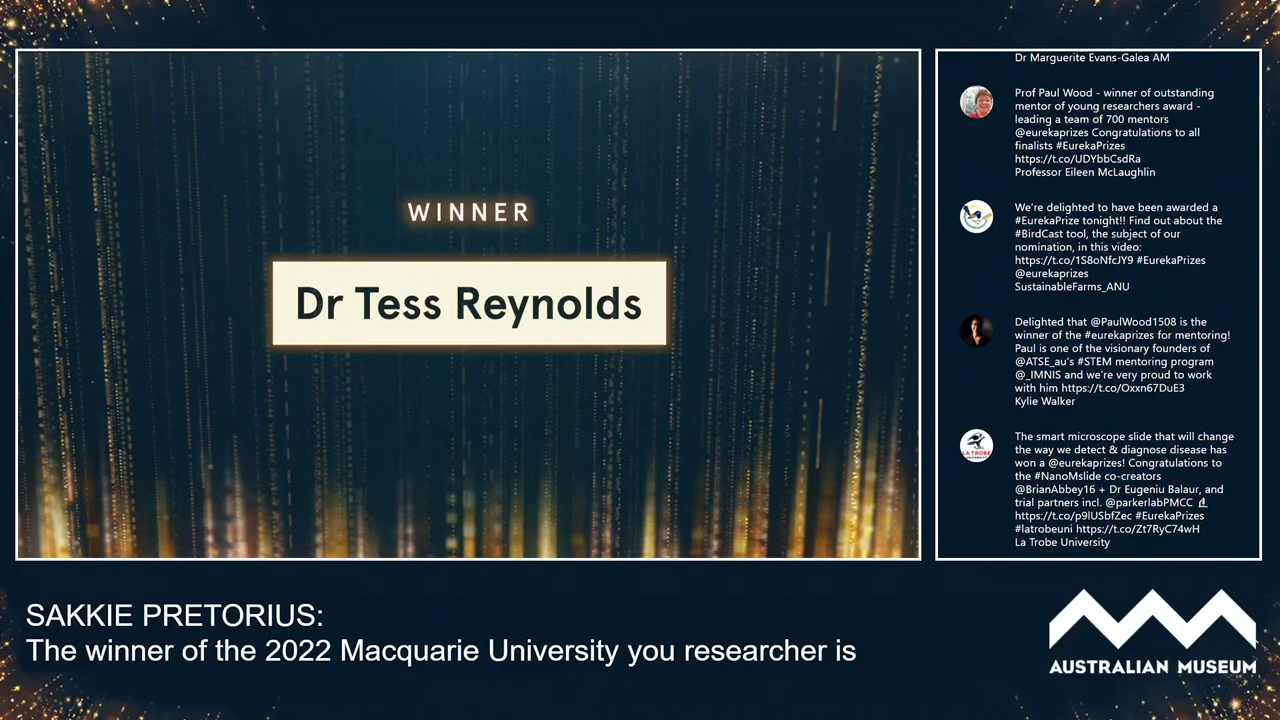 WINNER
Dr Tess Reynolds
Dr Marguerite Evans-Galea AM
Prof Paul Wood - winner of outstanding
mentor of young researchers award -
leading a team of 700 mentors
@eurekaprizes Congratulations to all
finalists #EurekaPrizes
https://t.co/UDYbbCsdRa
Professor Eileen McLaughlin
We're delighted to have been awarded a
#EurekaPrize tonight!! Find out about the
#BirdCast tool, the subject of our
nomination, in this video:
https://t.co/1S8oNfcJY9 #EurekaPrizes
@eurekaprizes
SustainableFarms_ANU
Delighted that @PaulWood1508 is the
winner of the #eurekaprizes for mentoring!
Paul is one of the visionary founders of
@ATSE_au's #STEM mentoring program
@_IMNIS and we're very proud to work
with him https://t.co/Oxxn67DuE3
Kylie Walker
LA TROBE
The smart microscope slide that will change
the way we detect & diagnose disease has
won a @eurekaprizes! Congratulations to
the #NanoMslide co-creators
@BrianAbbey16 + Dr Eugeniu Balaur, and
trial partners incl. @parkerlabPMCC 🔬
https://t.co/p9lUSbfZec #EurekaPrizes
#latrobeuni https://t.co/Zt7RyC74wH
La Trobe University
SAKKIE PRETORIUS:
The winner of the 2022 Macquarie University you researcher is
AUSTRALIAN MUSEUM